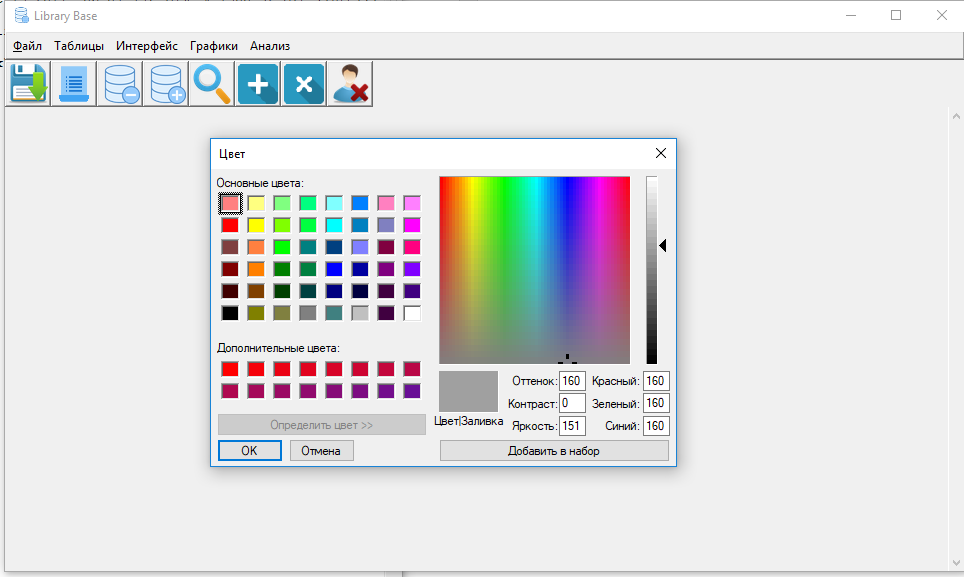 Library Base
Файл Таблицы Интерфейс Графики Анализ
Цвет
Основные цвета:
Дополнительные цвета:
Определить цвет >>
OK Отмена
Цвет|Заливка
Оттенок: 160 Красный: 160
Контраст: 0 Зеленый: 160
Яркость: 151 Синий: 160
Добавить в набор